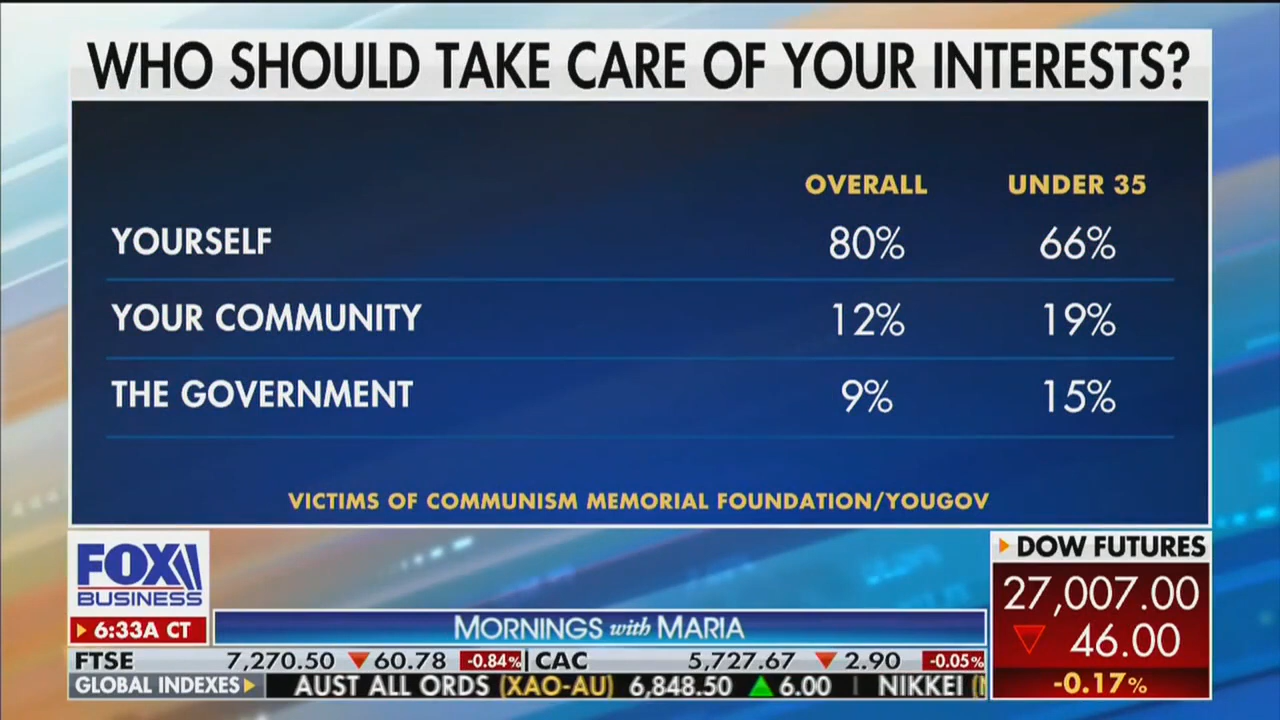 WHO SHOULD TAKE CARE OF YOUR INTERESTS?
OVERALL UNDER 35
YOURSELF 80% 66%
YOUR COMMUNITY 12% 19%
THE GOVERNMENT 9% 15%
VICTIMS OF COMMUNISM MEMORIAL FOUNDATION/YOUGOV
FOX
BUSINESS
6:33A CT
MORNINGS with MARIA
DOW FUTURES
27,007.00
46.00
-0.17%
FTSE 7,270.50 60.78 -0.84% CAC 5,727.67 2.90 -0.05%
GLOBAL INDEXES AUST ALL ORDS (XAO-AU) 6,848.50 6.00 NIKKEI (N